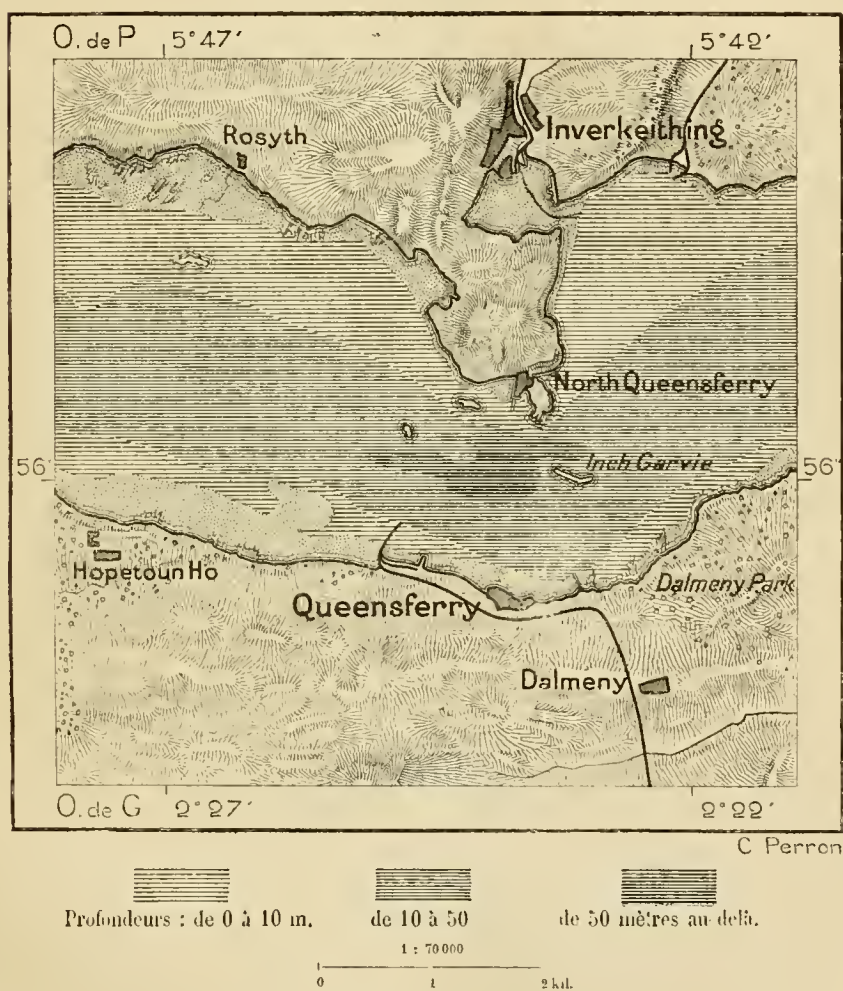 O. de P 5°47′ 5°42′
Inverkeithing
Rosyth
North Queensferry
Inch Garvie
56° 56°
Hopetoun Ho
Dalmeny Park
Queensferry
Dalmeny
O. de G 2°27′ 2°22′
C Perron
Profondeurs : de 0 à 10 m. de 10 à 50 de 50 mètres au delà.
1 : 70 000
0 1 2 kil.